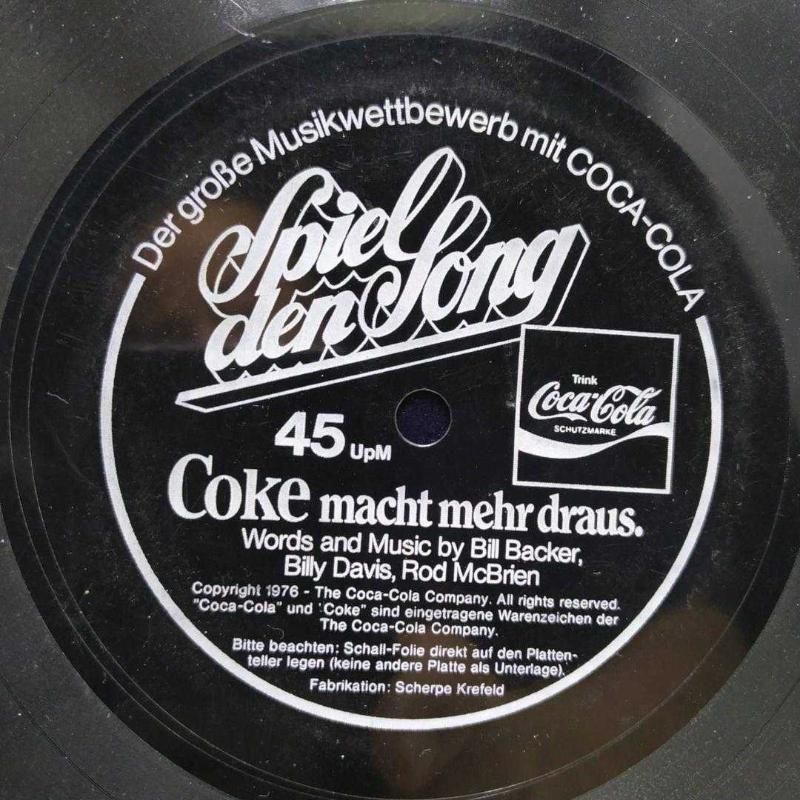 Der große Musikwettbewerb mit COCA-COLA
Spiel
den Song
Trink
Coca-Cola
SCHUTZMARKE
45 UpM
Coke macht mehr draus.
Words and Music by Bill Backer,
Billy Davis, Rod McBrien
Copyright 1976 - The Coca-Cola Company. All rights reserved.
"Coca-Cola" und "Coke" sind eingetragene Warenzeichen der
The Coca-Cola Company.
Bitte beachten: Schall-Folie direkt auf den Platten-
teller legen (keine andere Platte als Unterlage).
Fabrikation: Scherpe Krefeld